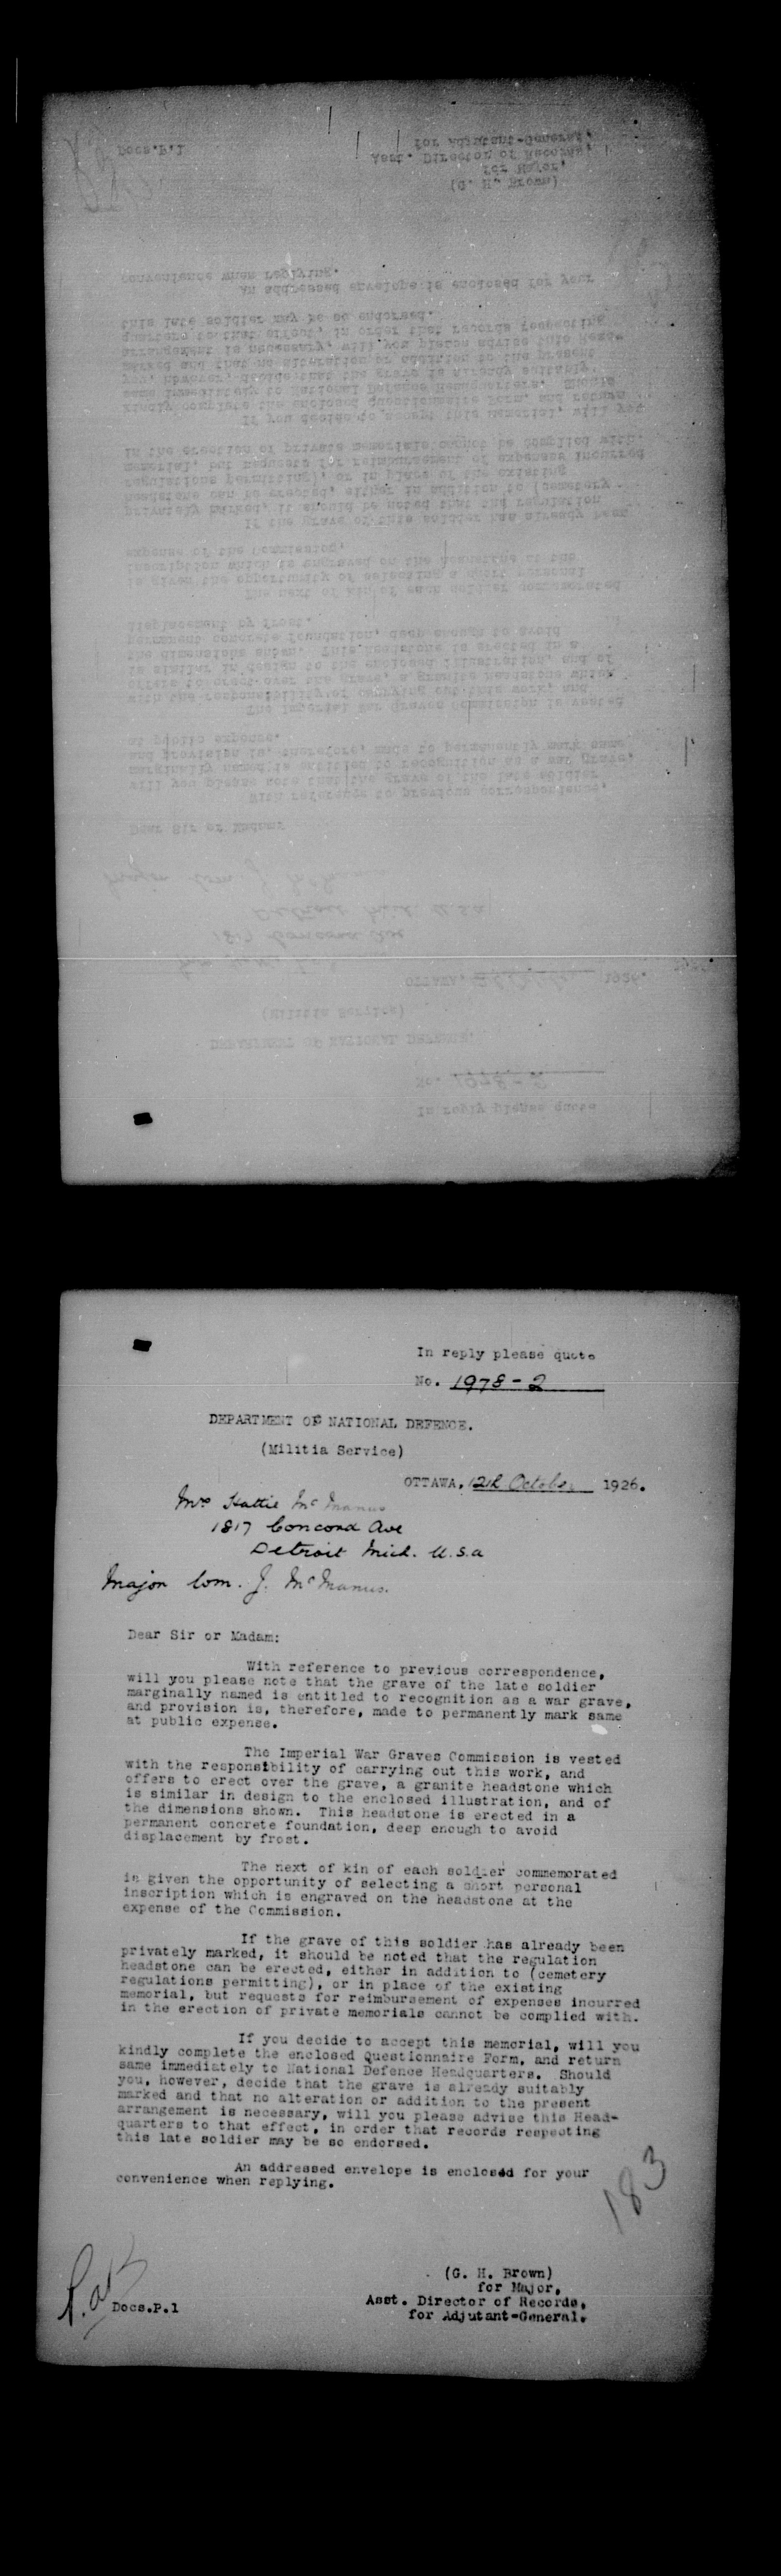 In reply please quote
No. 1978-2
DEPARTMENT OF NATIONAL DEFENCE.
(Militia Service)
OTTAWA, 12th October 1926.
Mrs Hattie McManus
1817 Concord Ave
Detroit Mich. U.S.A
Major Wm. J. McManus.
Dear Sir or Madam:
With reference to previous correspondence,
will you please note that the grave of the late soldier
marginally named is entitled to recognition as a war grave,
and provision is, therefore, made to permanently mark same
at public expense.
The Imperial War Graves Commission is vested
with the responsibility of carrying out this work, and
offers to erect over the grave, a granite headstone which
is similar in design to the enclosed illustration, and of
the dimensions shown. This headstone is erected in a
permanent concrete foundation, deep enough to avoid
displacement by frost.
The next of kin of each soldier commemorated
is given the opportunity of selecting a short personal
inscription which is engraved on the headstone at the
expense of the Commission.
If the grave of this soldier has already been
privately marked, it should be noted that the regulation
headstone can be erected, either in addition to (cemetery
regulations permitting), or in place of the existing
memorial, but requests for reimbursement of expenses incurred
in the erection of private memorials cannot be complied with.
If you decide to accept this memorial, will you
kindly complete the enclosed Questionnaire Form, and return
same immediately to National Defence Headquarters. Should
you, however, decide that the grave is already suitably
marked and that no alteration or addition to the present
arrangement is necessary, will you please advise this Head-
quarters to that effect, in order that records respecting
this late soldier may be so endorsed.
An addressed envelope is enclosed for your
convenience when replying.
183
(G. H. Brown)
for Major,
Asst. Director of Records,
for Adjutant-General.
Docs.P.1